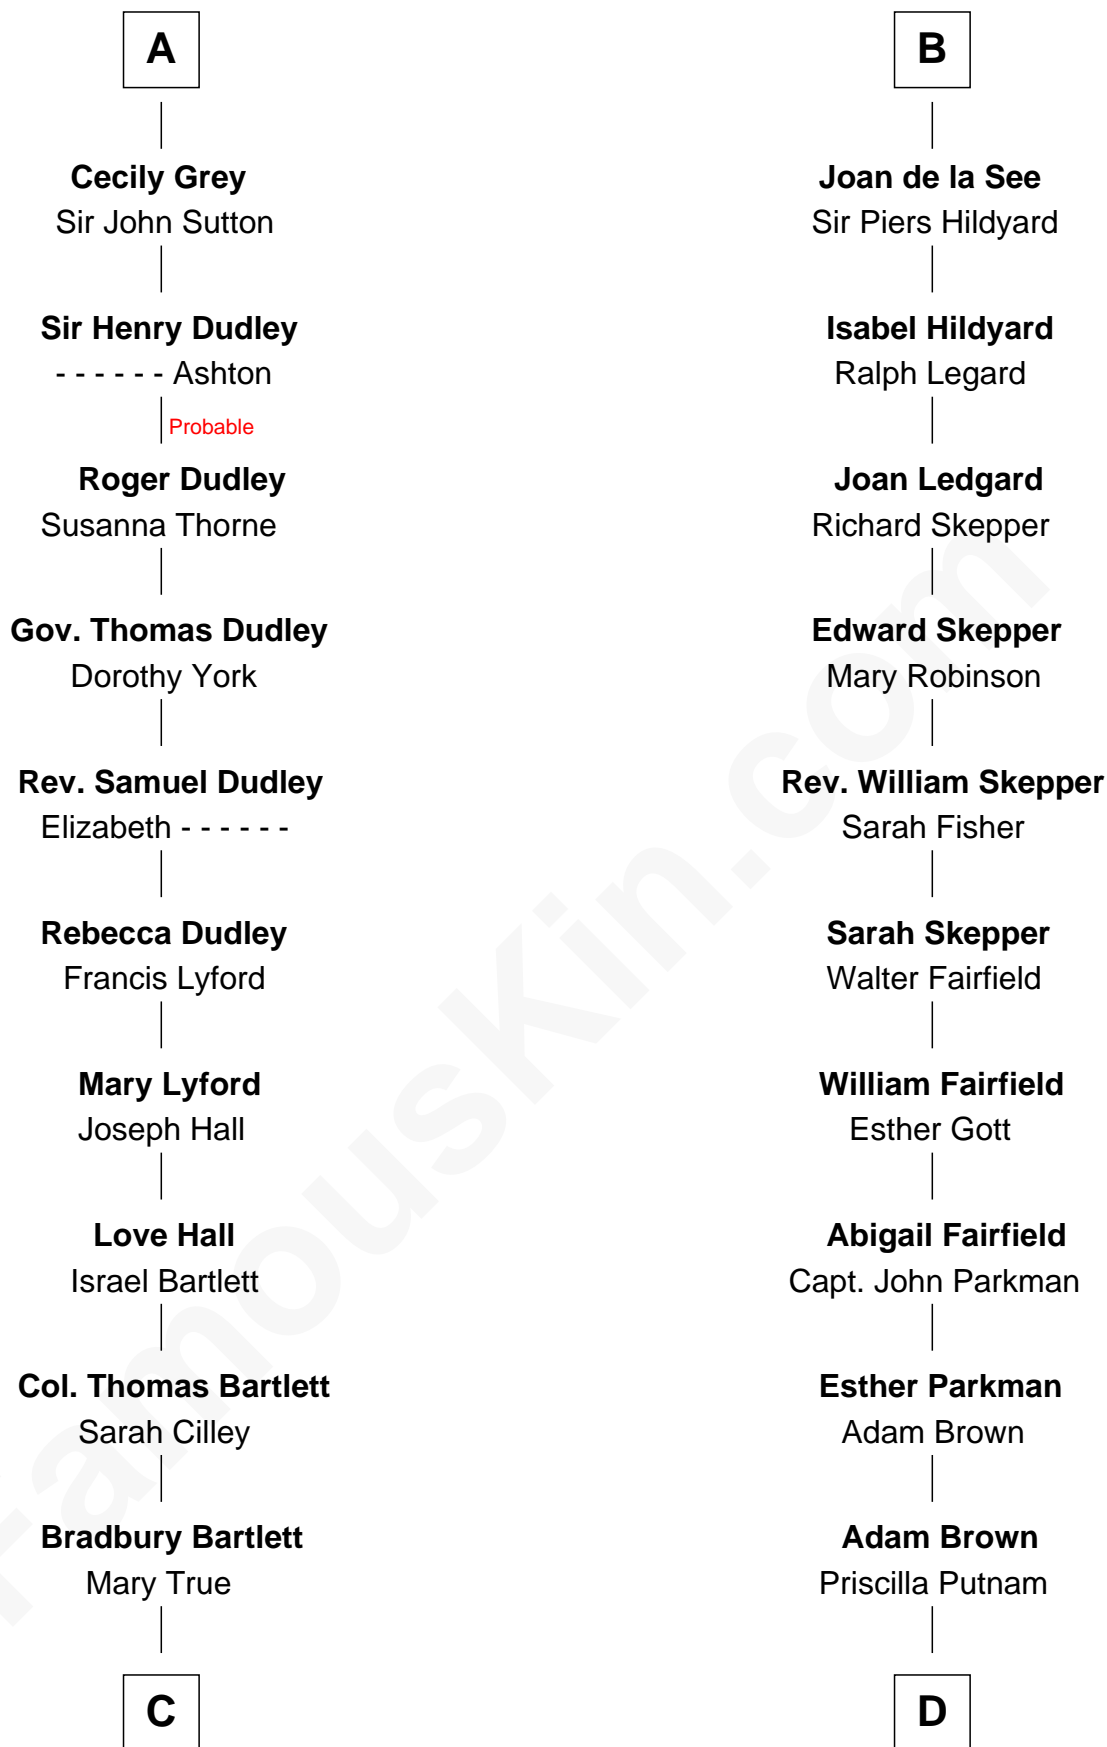 A
Cecily Grey
Sir John Sutton
Sir Henry Dudley
- - - - - - Ashton
Probable
Roger Dudley
Susanna Thorne
Gov. Thomas Dudley
Dorothy York
Rev. Samuel Dudley
Elizabeth - - - - - -
Rebecca Dudley
Francis Lyford
Mary Lyford
Joseph Hall
Love Hall
Israel Bartlett
Col. Thomas Bartlett
Sarah Cilley
Bradbury Bartlett
Mary True
C
B
Joan de la See
Sir Piers Hildyard
Isabel Hildyard
Ralph Legard
Joan Ledgard
Richard Skepper
Edward Skepper
Mary Robinson
Rev. William Skepper
Sarah Fisher
Sarah Skepper
Walter Fairfield
William Fairfield
Esther Gott
Abigail Fairfield
Capt. John Parkman
Esther Parkman
Adam Brown
Adam Brown
Priscilla Putnam
D
FamousKin.com